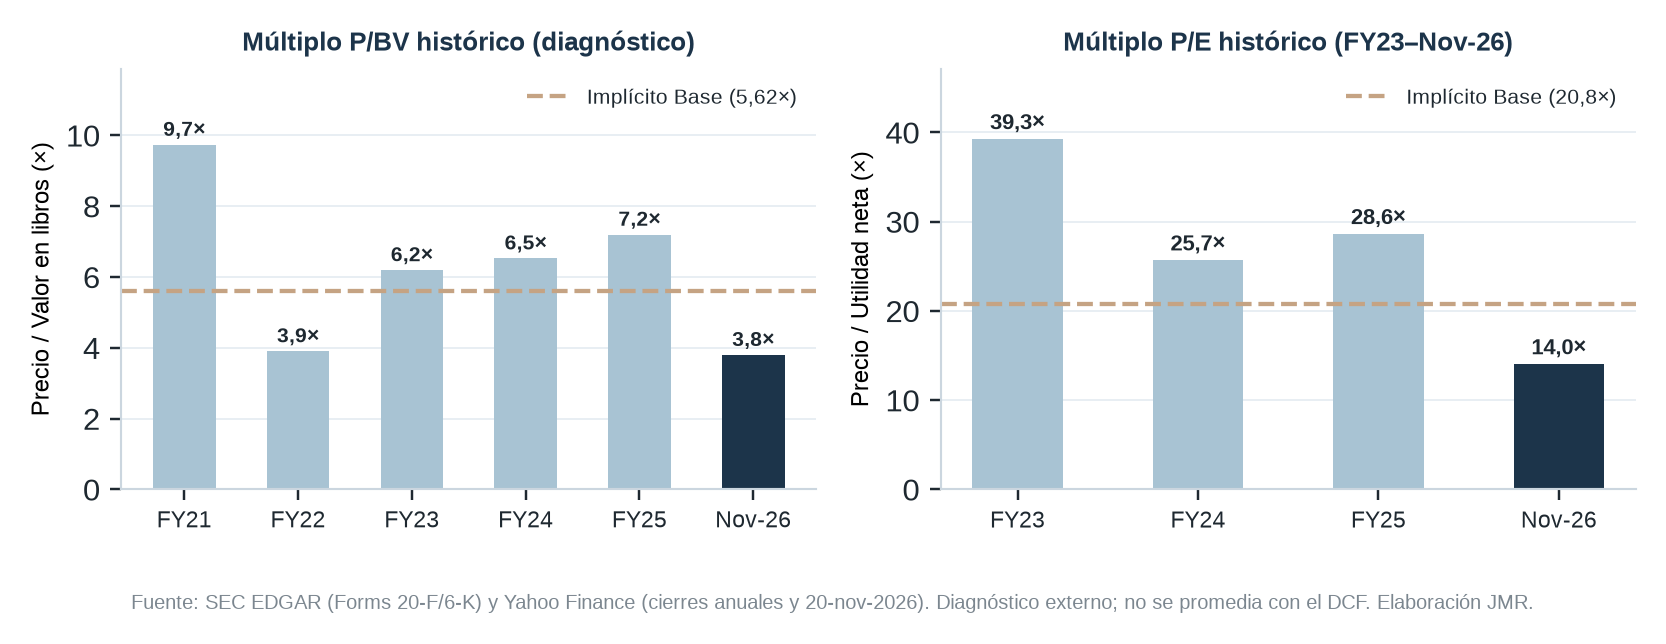 Múltiplo P/BV histórico (diagnóstico)
Implícito Base (5,62×)
Precio / Valor en libros (×)
10
8
6
4
2
0
9,7×
3,9×
6,2×
6,5×
7,2×
3,8×
FY21 FY22 FY23 FY24 FY25 Nov-26
Múltiplo P/E histórico (FY23–Nov-26)
Implícito Base (20,8×)
Precio / Utilidad neta (×)
40
30
20
10
0
39,3×
25,7×
28,6×
14,0×
FY23 FY24 FY25 Nov-26
Fuente: SEC EDGAR (Forms 20-F/6-K) y Yahoo Finance (cierres anuales y 20-nov-2026). Diagnóstico externo; no se promedia con el DCF. Elaboración JMR.